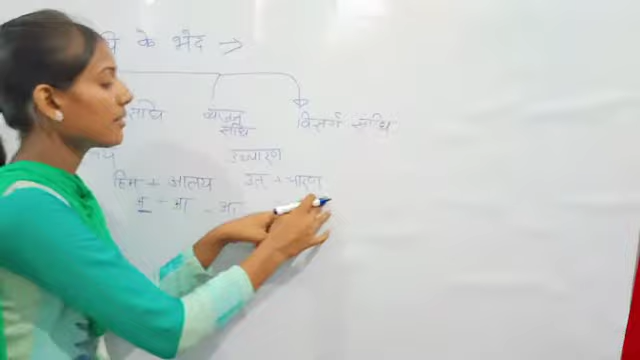 के भेद →
व्यंजन संधि
विसर्ग संधि
उच्चारण
हिम + आलय उत् + चारण
अ + आ - आ